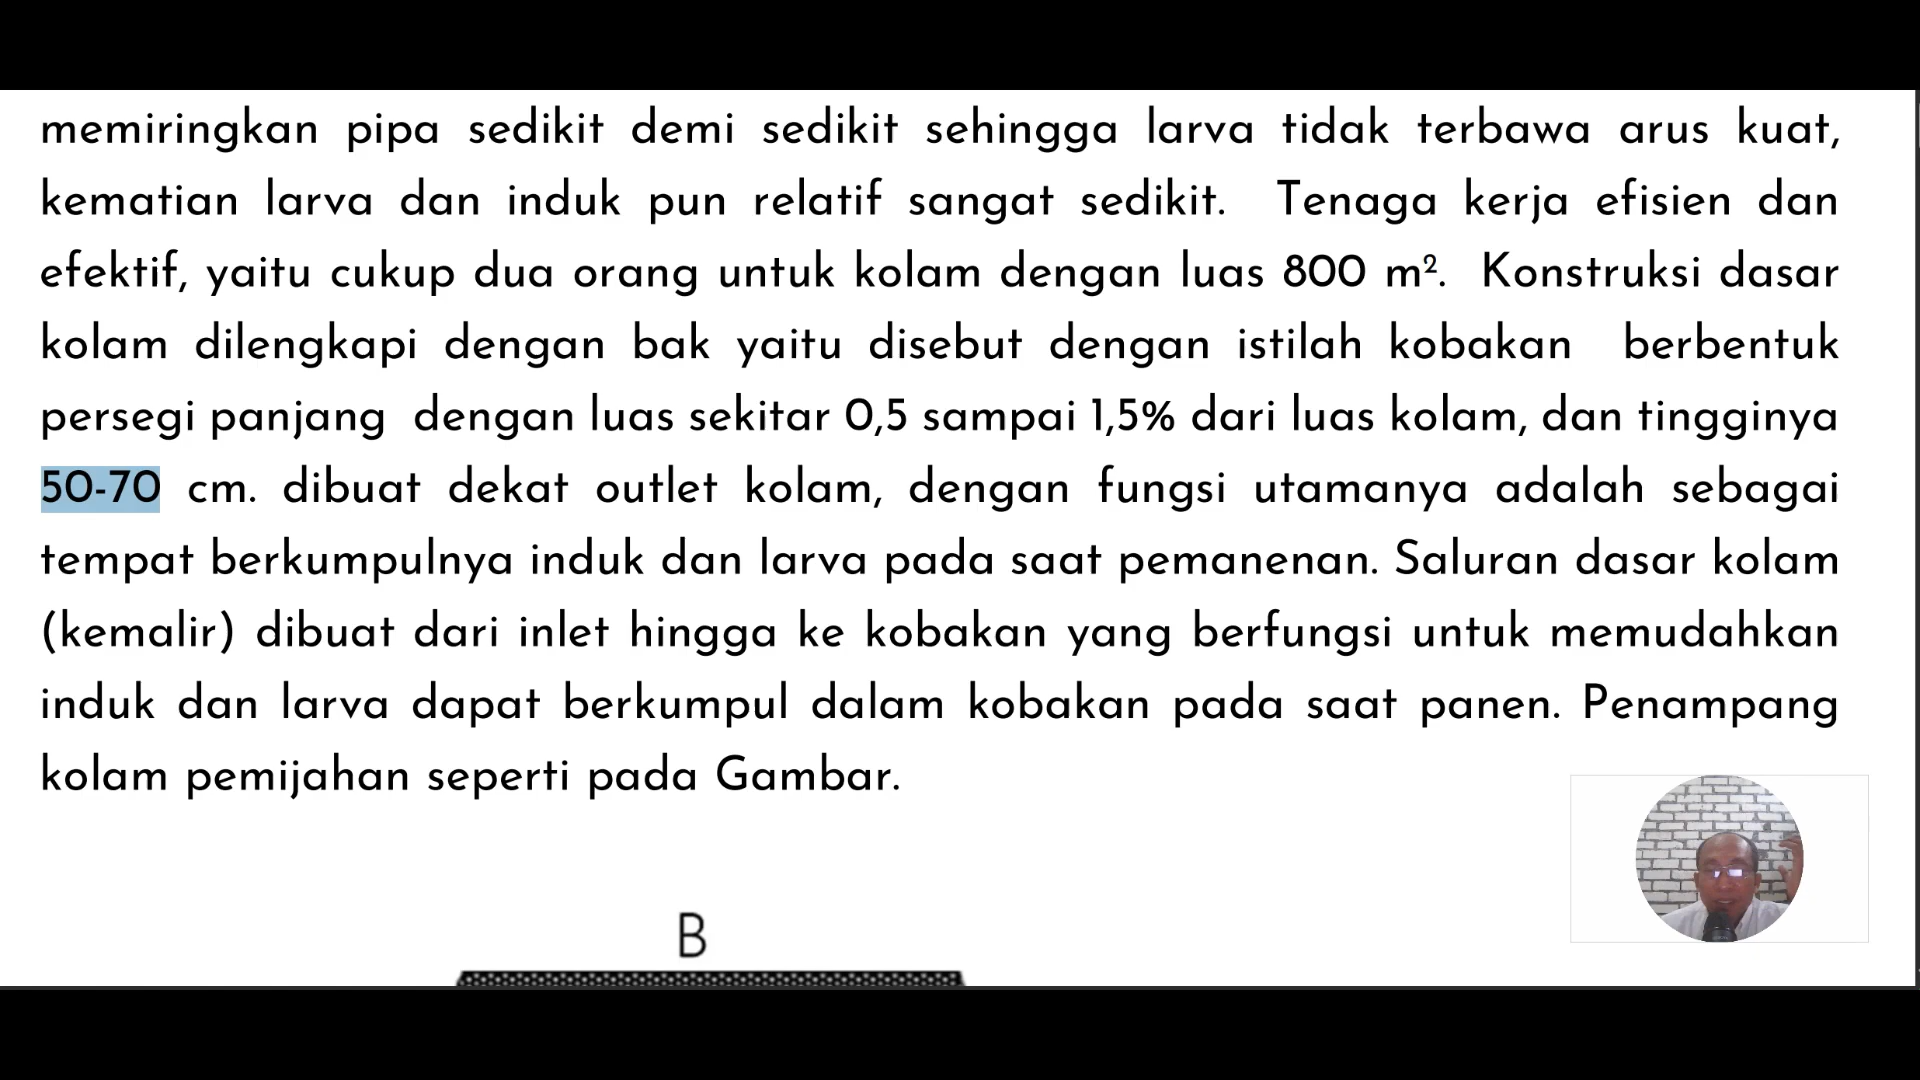 memiringkan pipa sedikit demi sedikit sehingga larva tidak terbawa arus kuat,
kematian larva dan induk pun relatif sangat sedikit. Tenaga kerja efisien dan
efektif, yaitu cukup dua orang untuk kolam dengan luas 800 m². Konstruksi dasar
kolam dilengkapi dengan bak yaitu disebut dengan istilah kobakan berbentuk
persegi panjang dengan luas sekitar 0,5 sampai 1,5% dari luas kolam, dan tingginya
50-70 cm. dibuat dekat outlet kolam, dengan fungsi utamanya adalah sebagai
tempat berkumpulnya induk dan larva pada saat pemanenan. Saluran dasar kolam
(kemalir) dibuat dari inlet hingga ke kobakan yang berfungsi untuk memudahkan
induk dan larva dapat berkumpul dalam kobakan pada saat panen. Penampang
kolam pemijahan seperti pada Gambar.
B